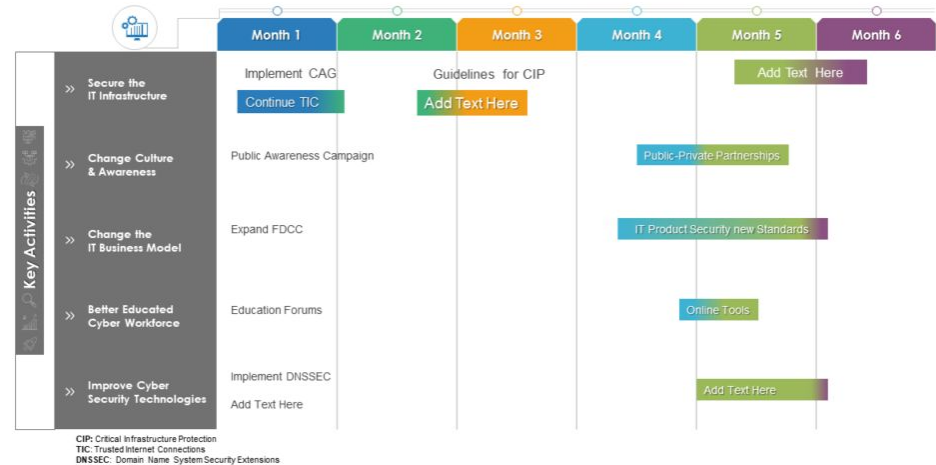 Month 1
Month 2
Month 3
Month 4
Month 5
Month 6
Key Activities
Secure the
IT Infrastructure
Implement CAG
Guidelines for CIP
Add Text Here
Continue TIC
Add Text Here
Change Culture
& Awareness
Public Awareness Campaign
Public-Private Partnerships
Change the
IT Business Model
Expand FDCC
IT Product Security new Standards
Better Educated
Cyber Workforce
Education Forums
Online Tools
Improve Cyber
Security Technologies
Implement DNSSEC
Add Text Here
Add Text Here
CIP: Critical Infrastructure Protection
TIC: Trusted Internet Connections
DNSSEC: Domain Name System Security Extensions